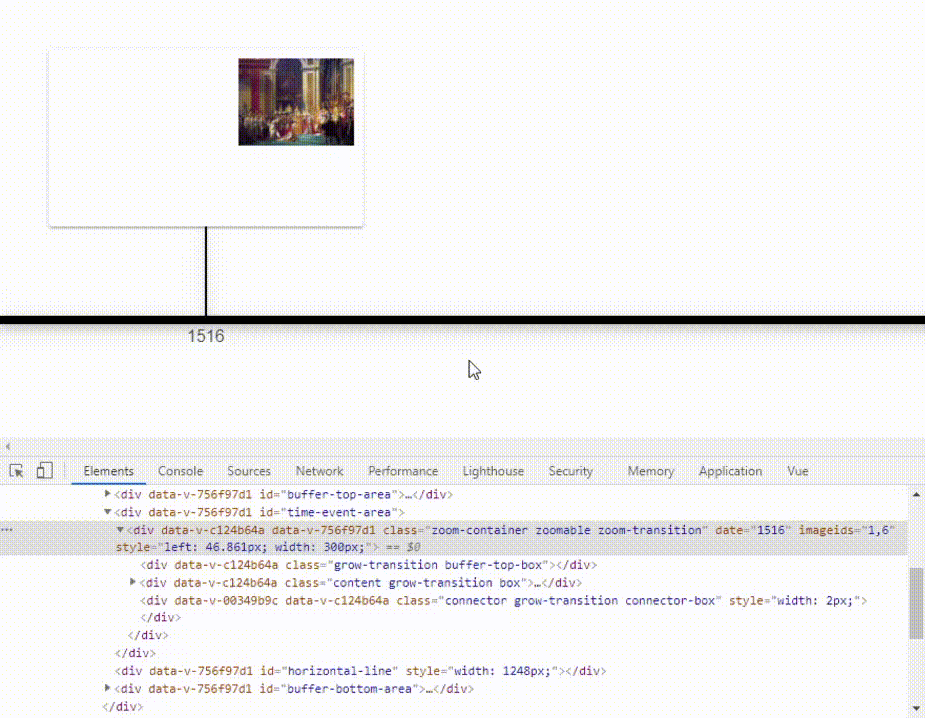 1516
Elements Console Sources Network Performance Lighthouse Security Memory Application Vue
<div data-v-756f97d1 id="buffer-top-area">…</div>
<div data-v-756f97d1 id="time-event-area">
<div data-v-c124b64a data-v-756f97d1 class="zoom-container zoomable zoom-transition" date="1516" imageids="1,6"
style="left: 46.861px; width: 300px;"> == $0
<div data-v-c124b64a class="grow-transition buffer-top-box"></div>
<div data-v-c124b64a class="content grow-transition box">…</div>
<div data-v-00349b9c data-v-c124b64a class="connector grow-transition connector-box" style="width: 2px;">
</div>
</div>
</div>
<div data-v-756f97d1 id="horizontal-line" style="width: 1248px;"></div>
<div data-v-756f97d1 id="buffer-bottom-area">…</div>
</div>